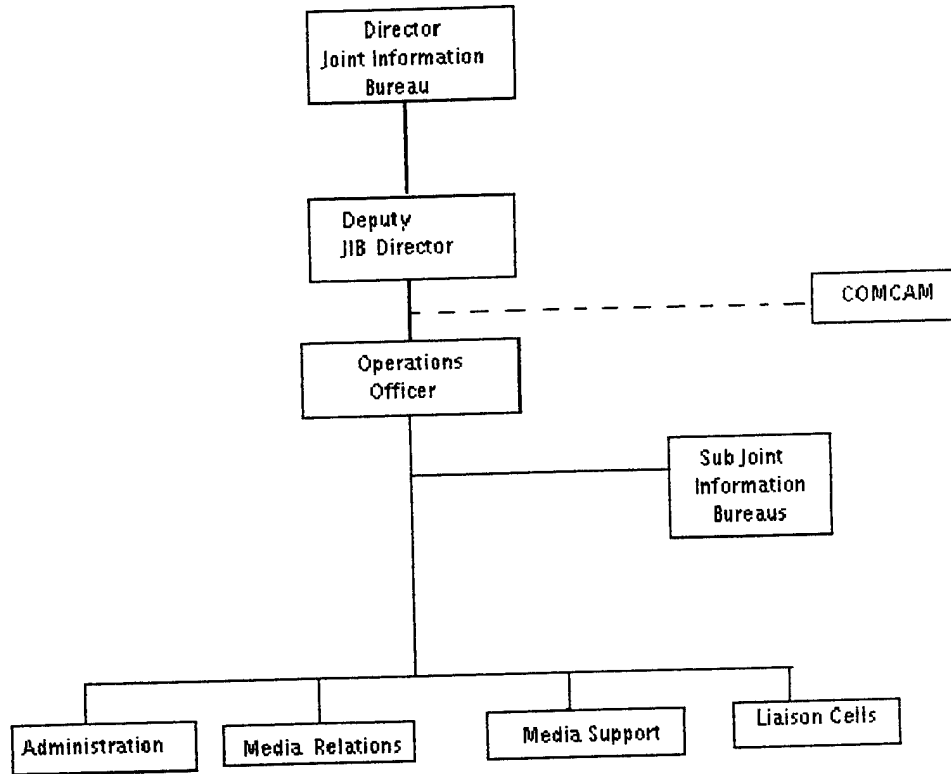 Director
Joint Information
Bureau
Deputy
JIB Director
COMCAM
Operations
Officer
Sub Joint
Information
Bureaus
Administration
Media Relations
Media Support
Liaison Cells